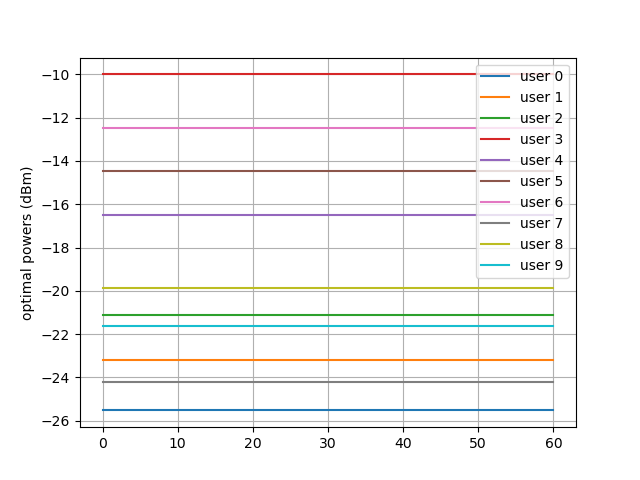 optimal powers (dBm)
−10
−12
−14
−16
−18
−20
−22
−24
−26
0 10 20 30 40 50 60
user 0
user 1
user 2
user 3
user 4
user 5
user 6
user 7
user 8
user 9